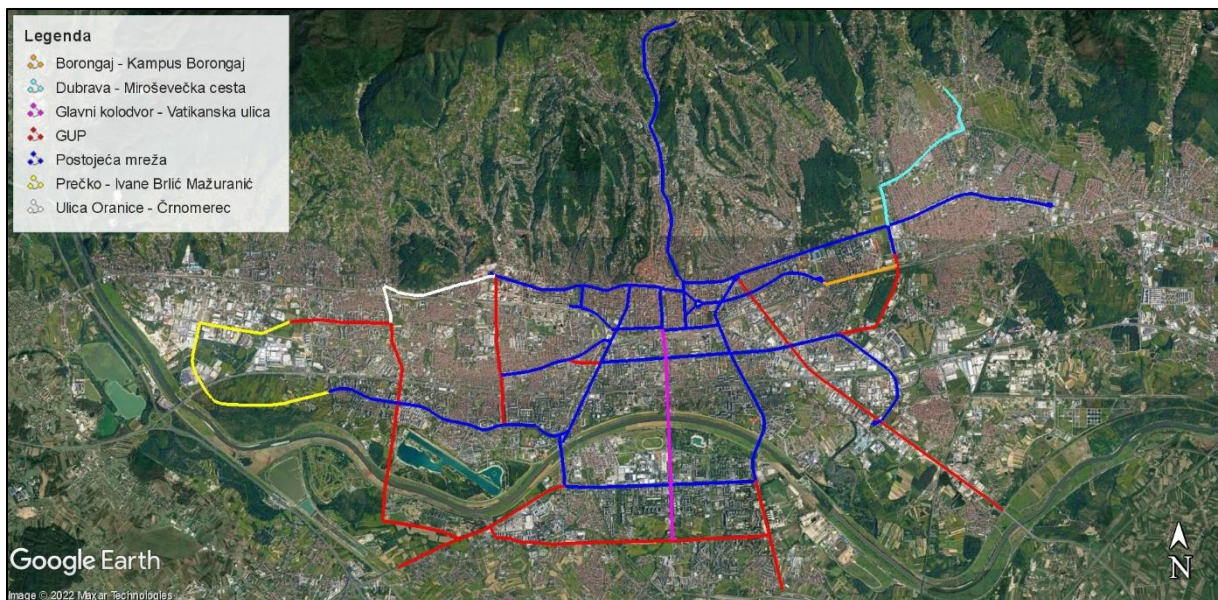 Legenda
Borongaj - Kampus Borongaj
Dubrava - Miroševečka cesta
Glavni kolodvor - Vatikanska ulica
GUP
Postojeća mreža
Prečko - Ivane Brlić Mažuranić
Ulica Oranice - Črnomerec
Google Earth
Image © 2022 Maxar Technologies
N